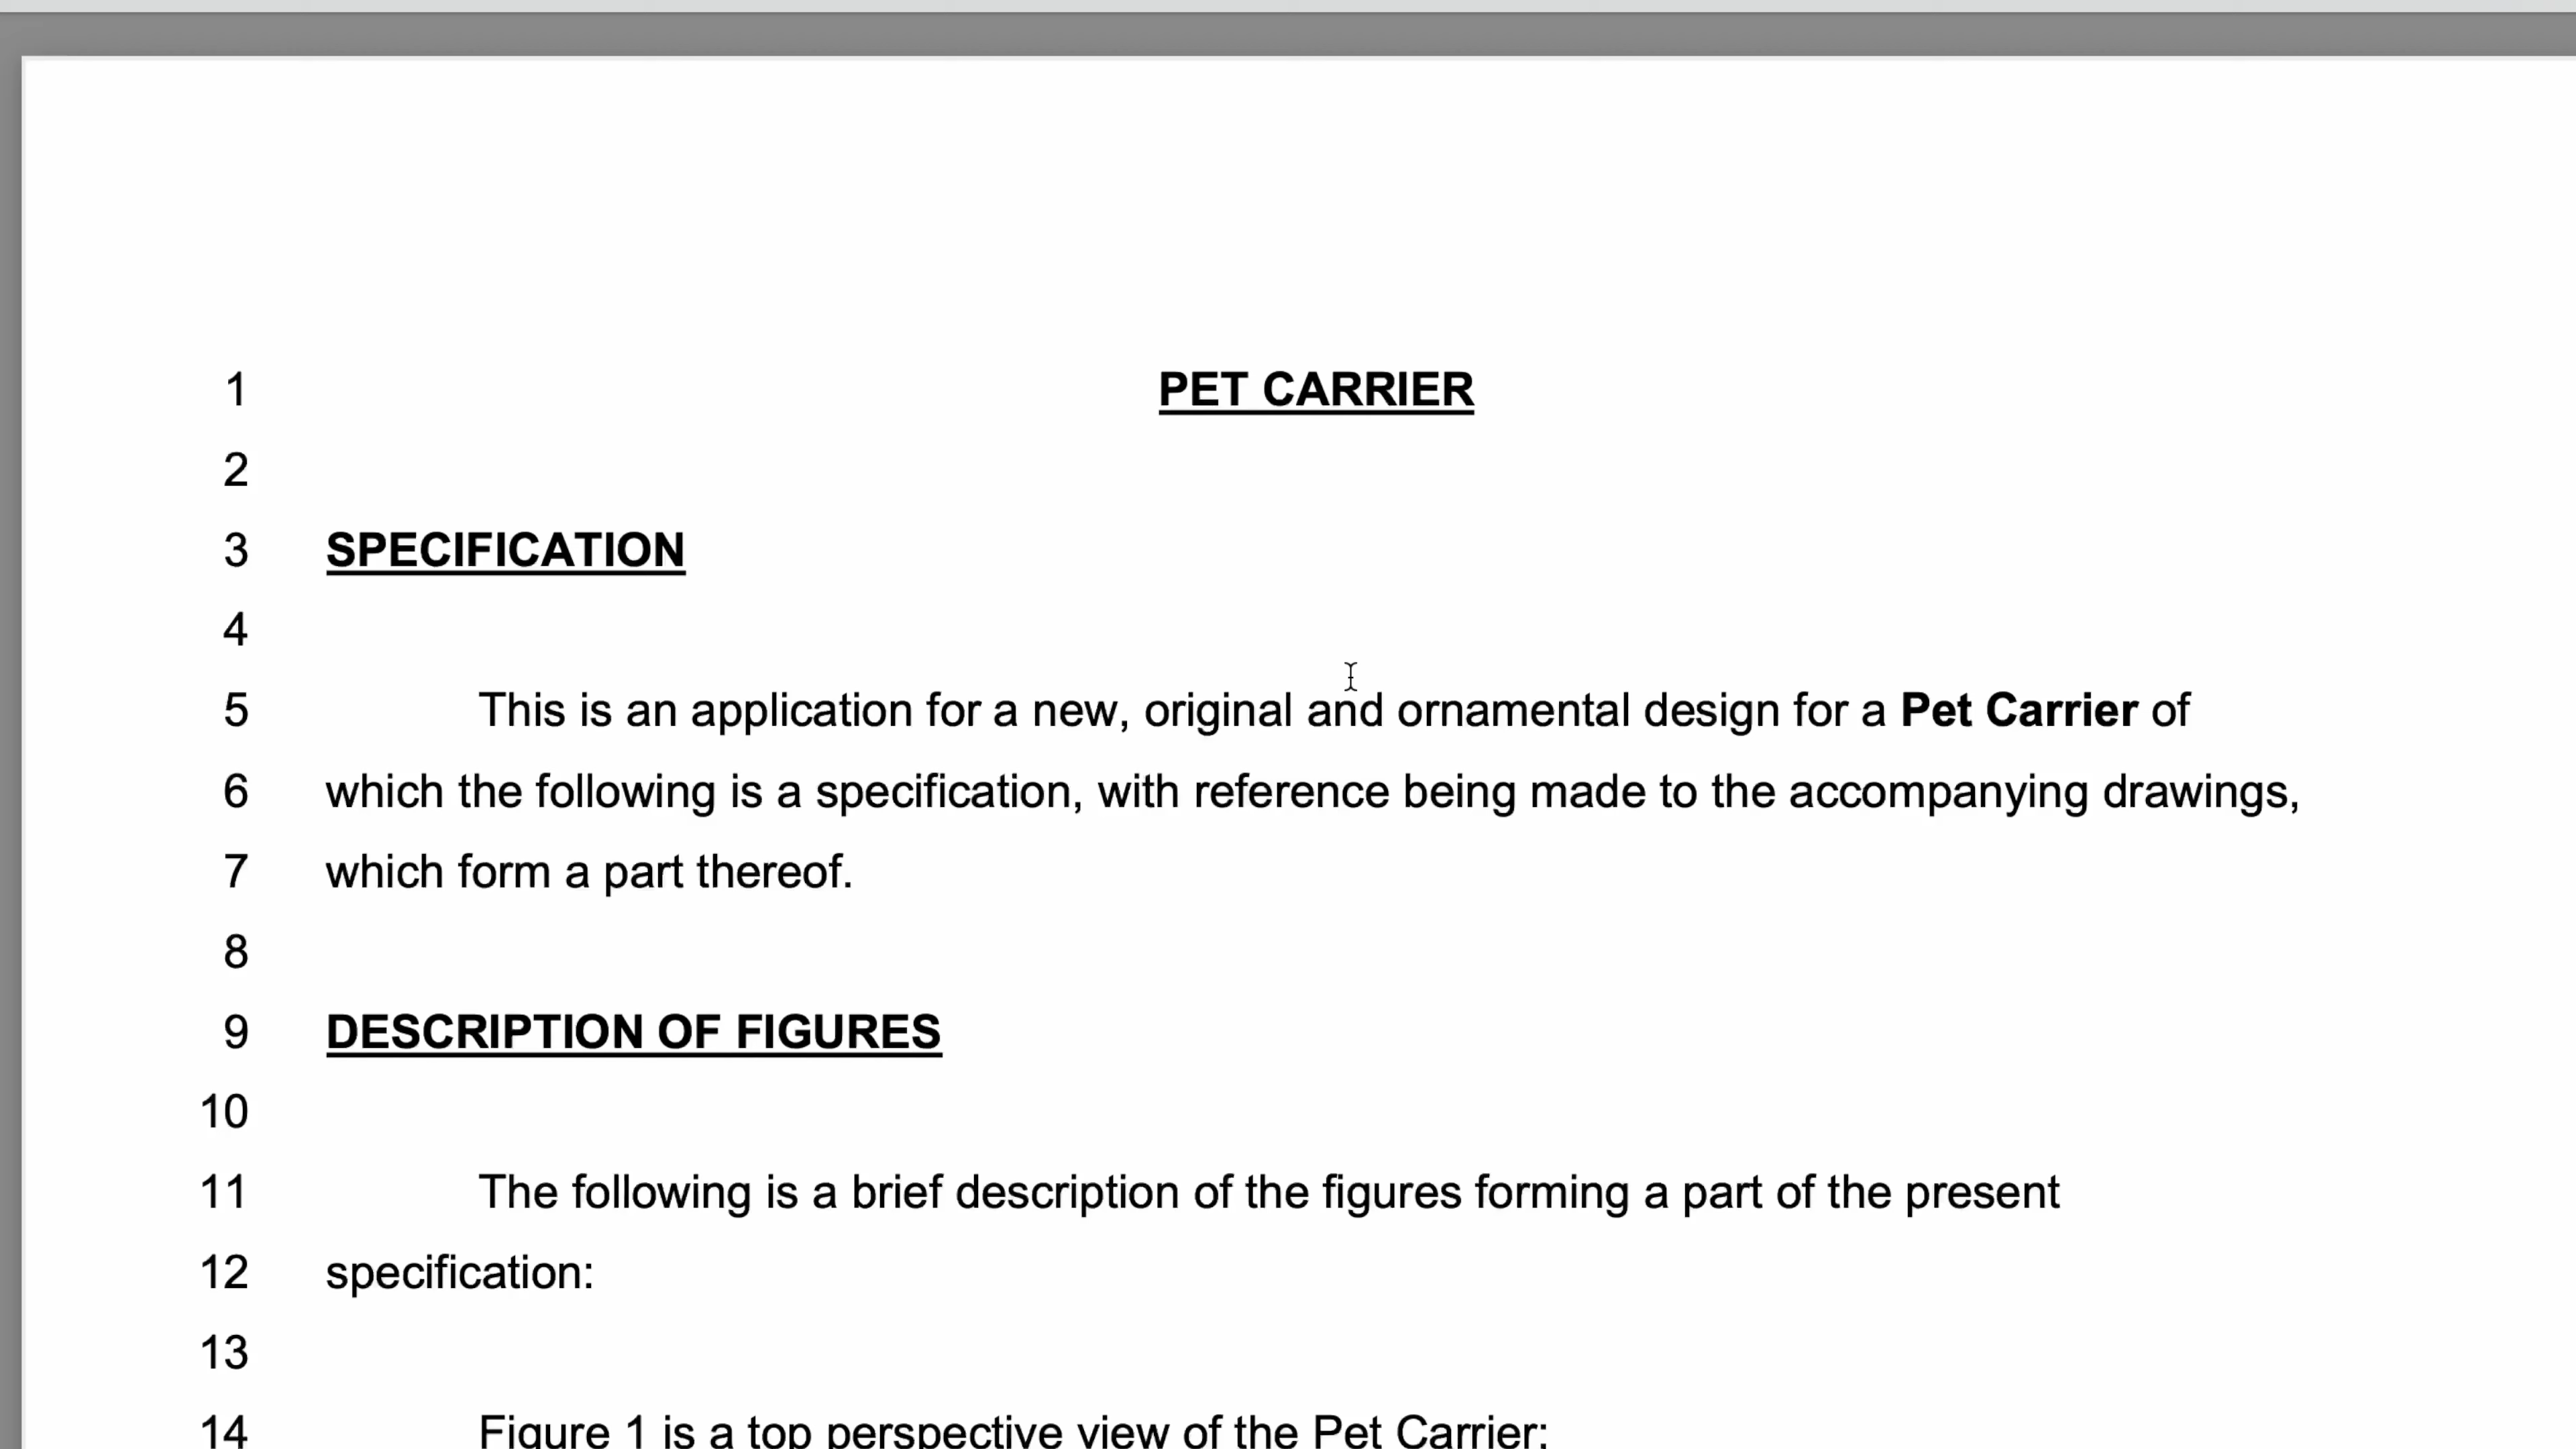 1 PET CARRIER
2
3 SPECIFICATION
4
5 This is an application for a new, original and ornamental design for a Pet Carrier of
6 which the following is a specification, with reference being made to the accompanying drawings,
7 which form a part thereof.
8
9 DESCRIPTION OF FIGURES
10
11 The following is a brief description of the figures forming a part of the present
12 specification:
13
14 Figure 1 is a top perspective view of the Pet Carrier;